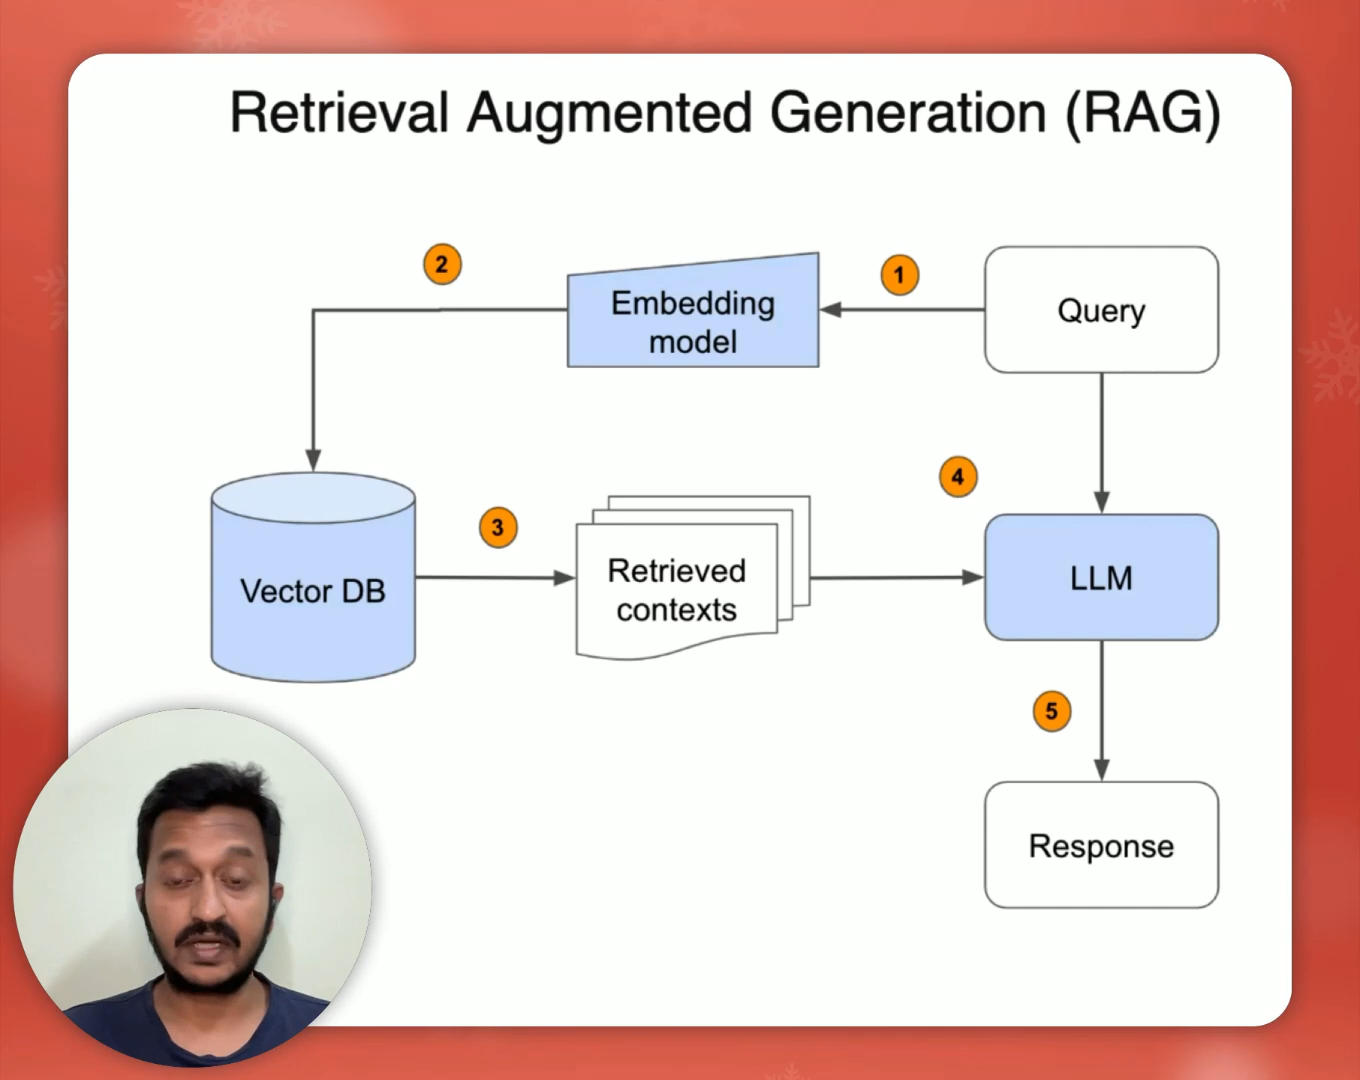 Retrieval Augmented Generation (RAG)
2
1
Embedding
model
Query
4
3
Vector DB
Retrieved
contexts
LLM
5
Response